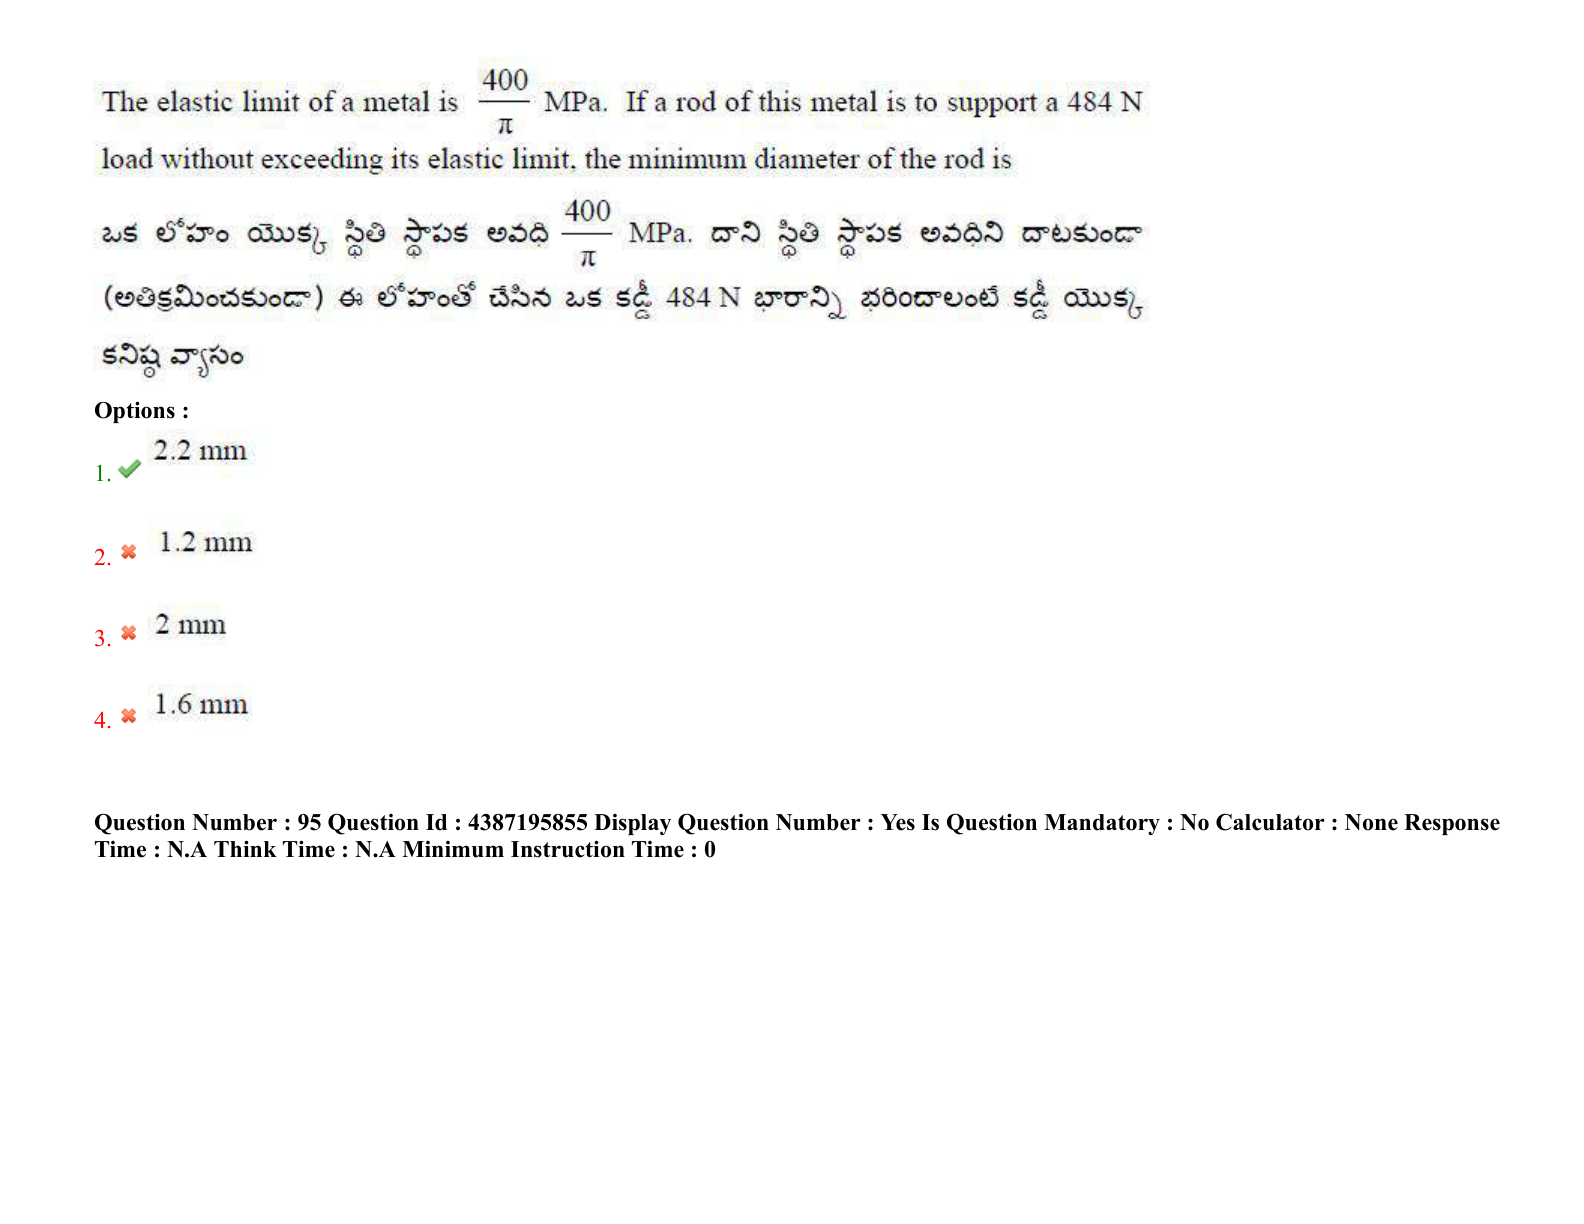 The elastic limit of a metal is 400/π MPa. If a rod of this metal is to support a 484 N
load without exceeding its elastic limit, the minimum diameter of the rod is
ఒక లోహం యొక్క స్థితి స్థాపక అవధి 400/π MPa. దాని స్థితి స్థాపక అవధిని దాటకుండా
(అతిక్రమించకుండా) ఈ లోహంతో చేసిన ఒక కడ్డీ 484 N భారాన్ని భరించాలంటే కడ్డీ యొక్క
కనిష్ఠ వ్యాసం
Options :
1. 2.2 mm
2. 1.2 mm
3. 2 mm
4. 1.6 mm
Question Number : 95 Question Id : 4387195855 Display Question Number : Yes Is Question Mandatory : No Calculator : None Response
Time : N.A Think Time : N.A Minimum Instruction Time : 0